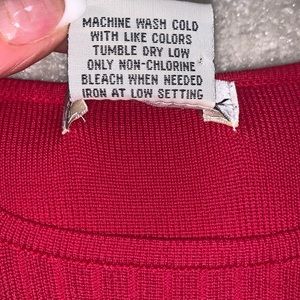 MACHINE WASH COLD
WITH LIKE COLORS
TUMBLE DRY LOW
ONLY NON-CHLORINE
BLEACH WHEN NEEDED
IRON AT LOW SETTING